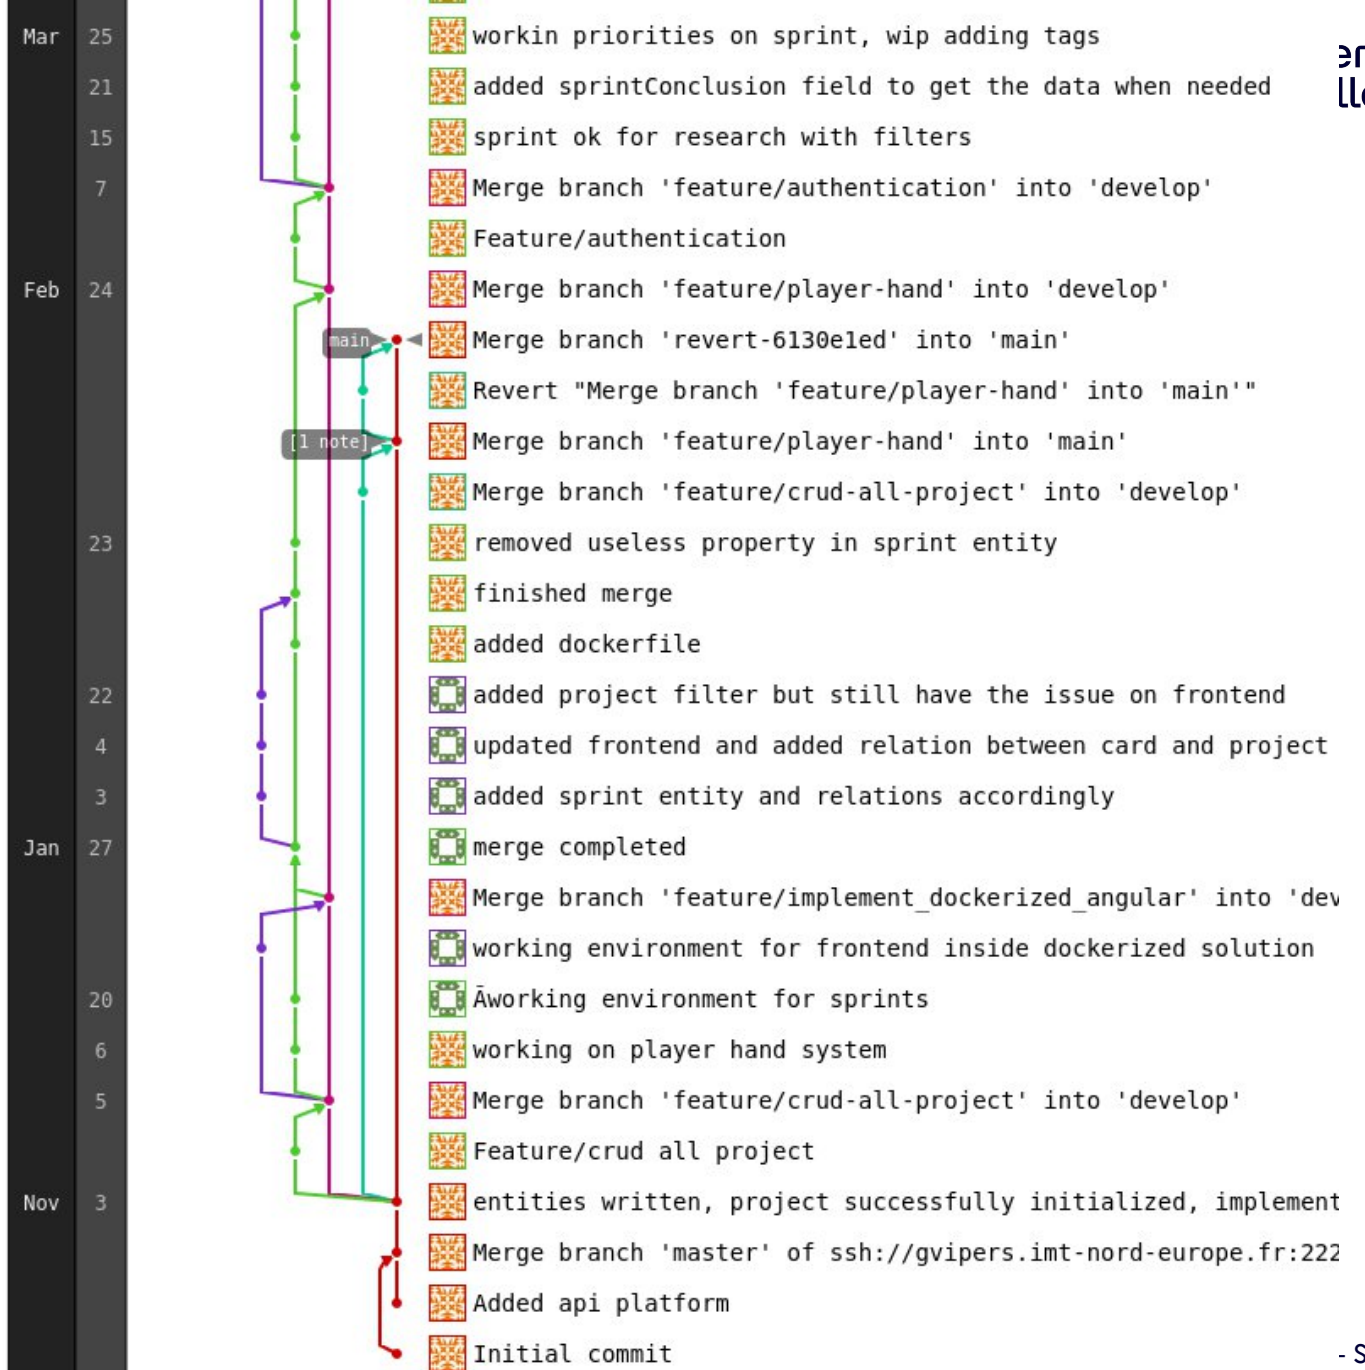 Mar 25 workin priorities on sprint, wip adding tags
21 added sprintConclusion field to get the data when needed
15 sprint ok for research with filters
7 Merge branch 'feature/authentication' into 'develop'
Feature/authentication
Feb 24 Merge branch 'feature/player-hand' into 'develop'
main Merge branch 'revert-6130e1ed' into 'main'
Revert "Merge branch 'feature/player-hand' into 'main'"
[1 note] Merge branch 'feature/player-hand' into 'main'
Merge branch 'feature/crud-all-project' into 'develop'
23 removed useless property in sprint entity
finished merge
added dockerfile
22 added project filter but still have the issue on frontend
4 updated frontend and added relation between card and project
3 added sprint entity and relations accordingly
Jan 27 merge completed
Merge branch 'feature/implement_dockerized_angular' into 'dev
working environment for frontend inside dockerized solution
20 Äworking environment for sprints
6 working on player hand system
5 Merge branch 'feature/crud-all-project' into 'develop'
Feature/crud all project
Nov 3 entities written, project successfully initialized, implement
Merge branch 'master' of ssh://gvipers.imt-nord-europe.fr:222
Added api platform
Initial commit